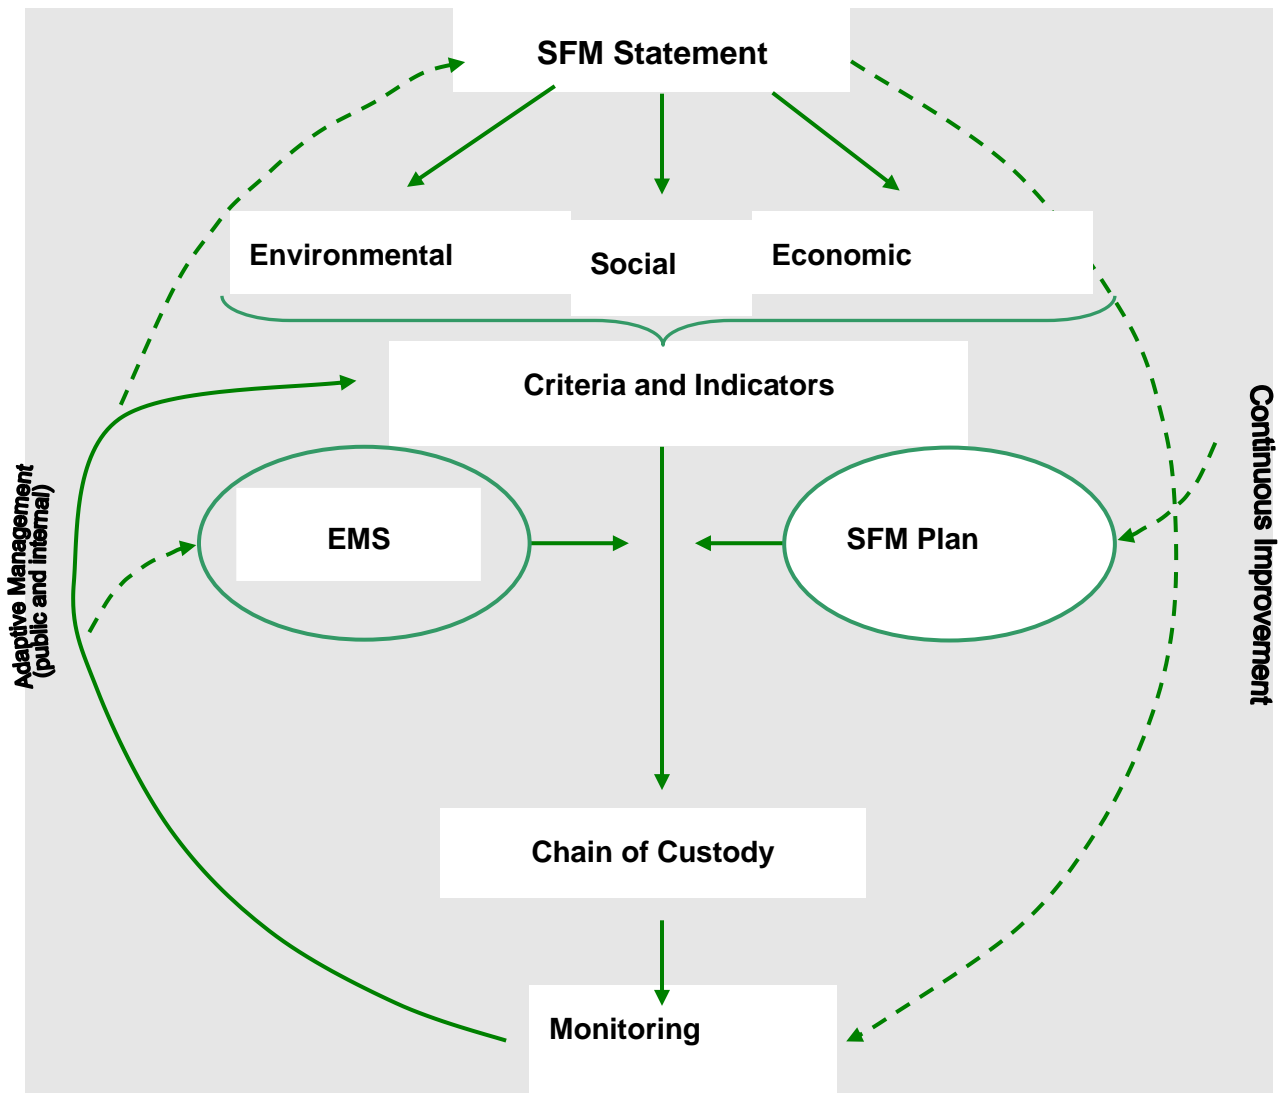 SFM Statement
Environmental
Social
Economic
Criteria and Indicators
EMS
SFM Plan
Chain of Custody
Monitoring
Adaptive Management
(public and internal)
Continuous Improvement